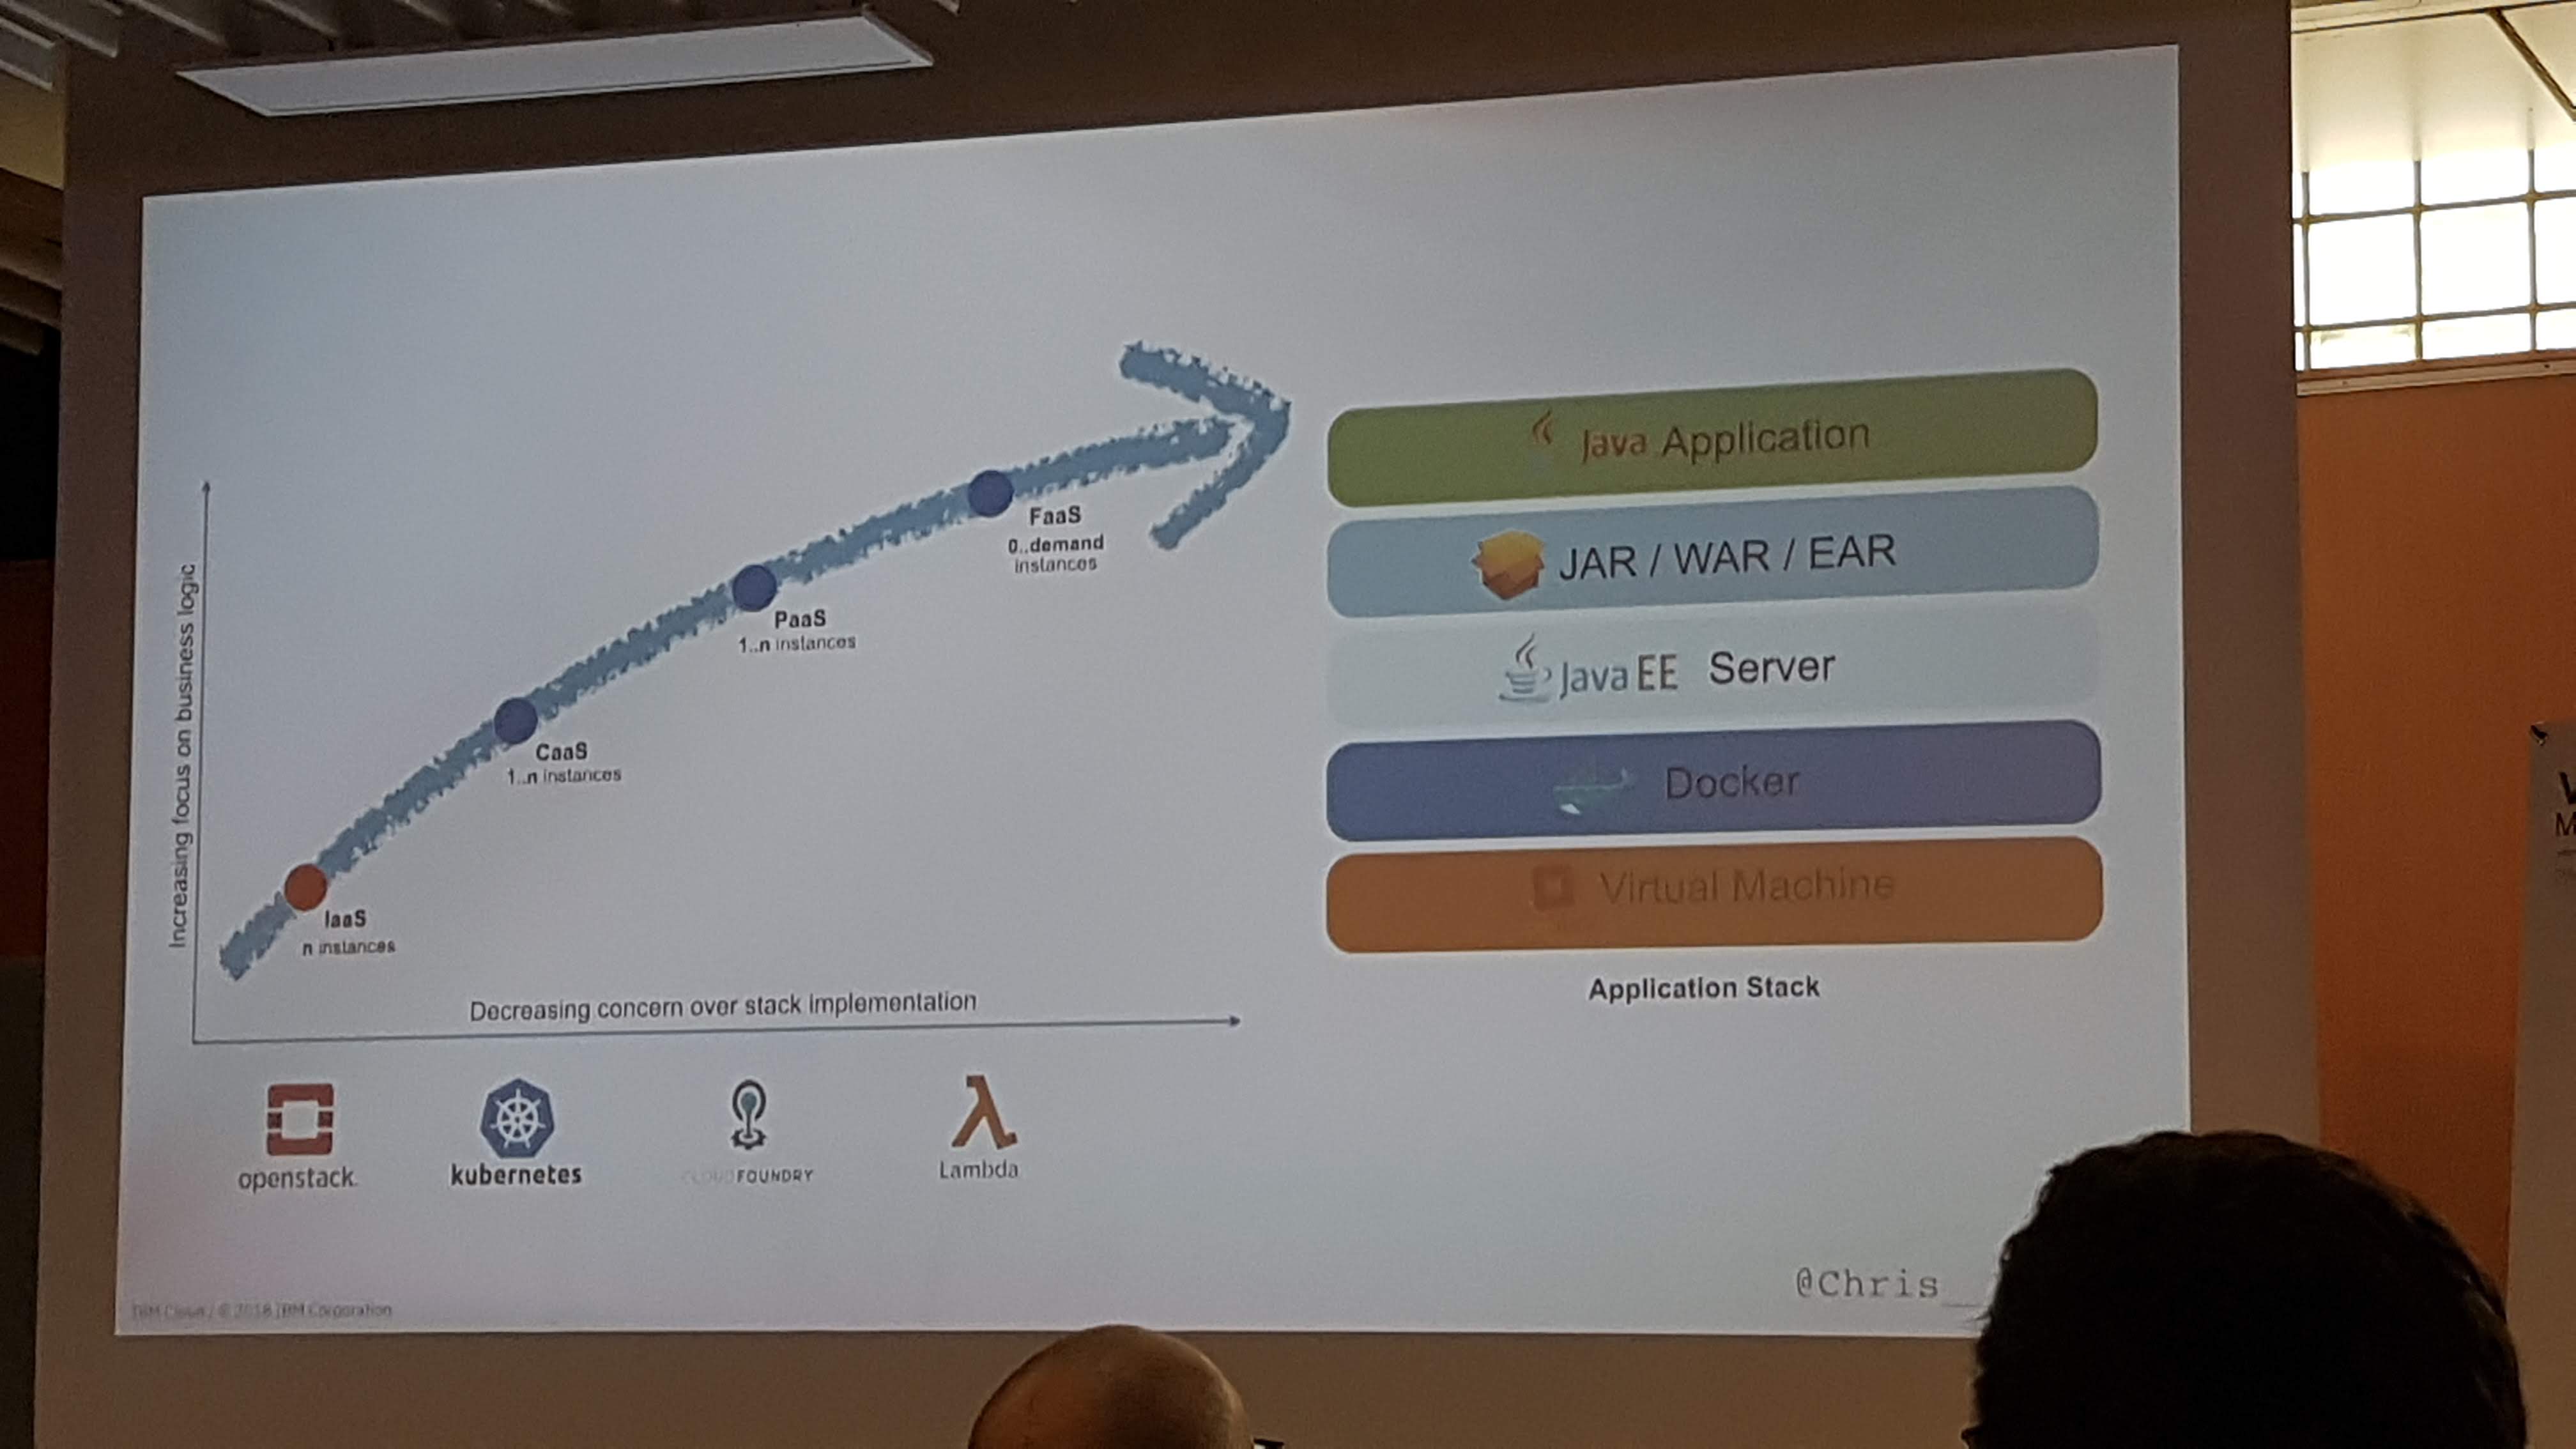 Increasing focus on business logic
FaaS
0..demand
instances
PaaS
1..n instances
CaaS
1..n instances
IaaS
n instances
Decreasing concern over stack implementation
openstack.
kubernetes
CLOUD FOUNDRY
Lambda
Java Application
JAR / WAR / EAR
Java EE Server
Docker
Virtual Machine
Application Stack
@Chris__
IBM Cloud / © 2018 IBM Corporation